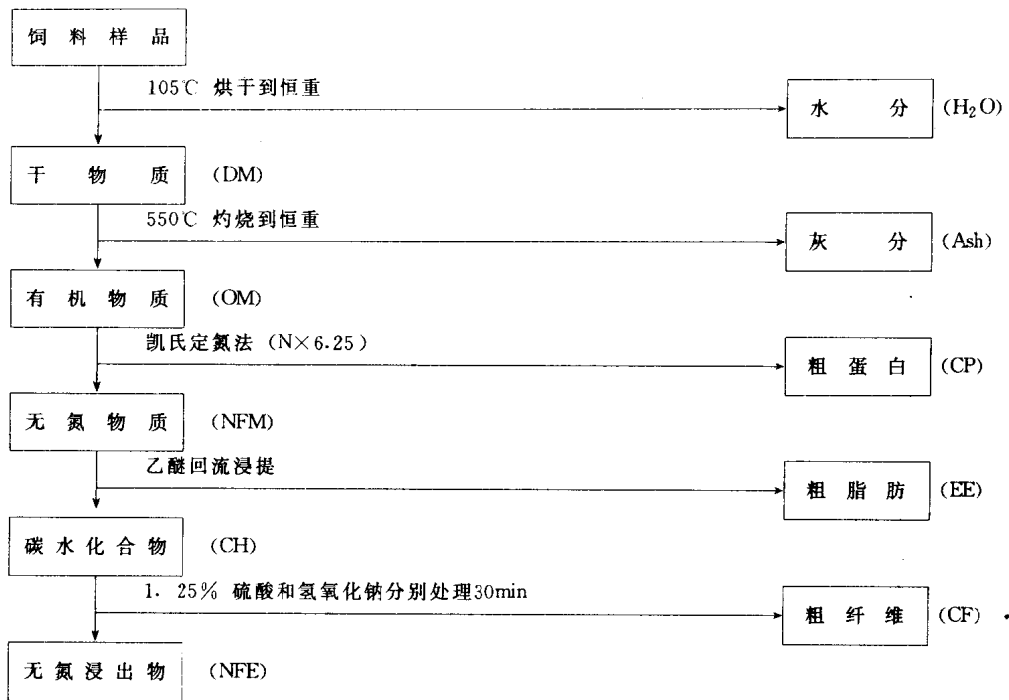 饲料样品
105℃ 烘干到恒重
水分 (H₂O)
干物质 (DM)
550℃ 灼烧到恒重
灰分 (Ash)
有机物质 (OM)
凯氏定氮法 (N×6.25)
粗蛋白 (CP)
无氮物质 (NFM)
乙醚回流浸提
粗脂肪 (EE)
碳水化合物 (CH)
1. 25% 硫酸和氢氧化钠分别处理30min
粗纤维 (CF)
无氮浸出物 (NFE)